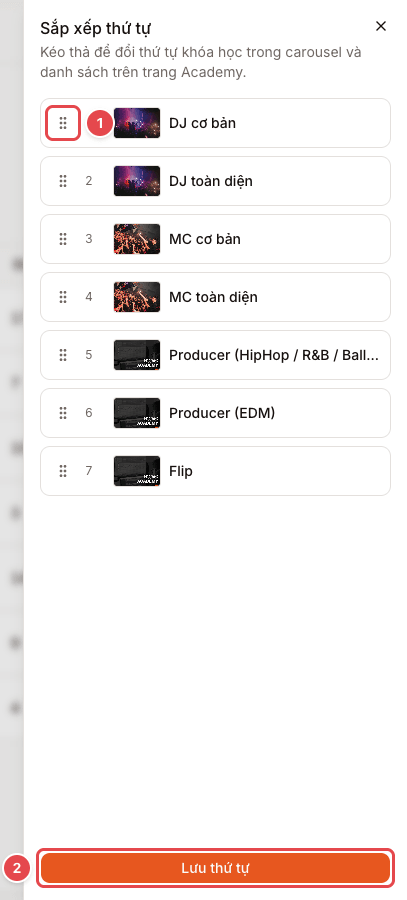 Sắp xếp thứ tự
Kéo thả để đổi thứ tự khóa học trong carousel và
danh sách trên trang Academy.
1 DJ cơ bản
2 DJ toàn diện
3 MC cơ bản
4 MC toàn diện
5 Producer (HipHop / R&B / Ball...
6 Producer (EDM)
7 Flip
2 Lưu thứ tự